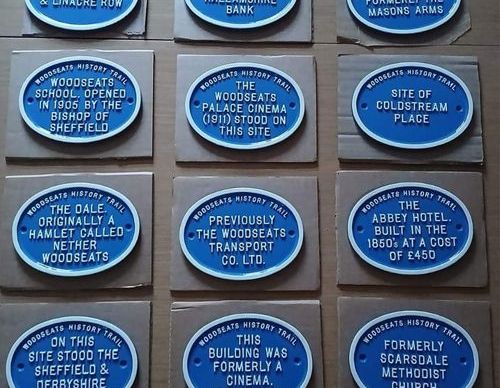 & LINACRE ROW
HALLAMSHIRE
BANK
FORMERLY THE
MASONS ARMS
WOODSEATS HISTORY TRAIL
WOODSEATS
SCHOOL. OPENED
IN 1905 BY THE
BISHOP OF
SHEFFIELD
WOODSEATS HISTORY TRAIL
THE
WOODSEATS
PALACE CINEMA
(1911) STOOD ON
THIS SITE
WOODSEATS HISTORY TRAIL
SITE OF
COLDSTREAM
PLACE
WOODSEATS HISTORY TRAIL
THE DALE.
ORIGINALLY A
HAMLET CALLED
NETHER
WOODSEATS
WOODSEATS HISTORY TRAIL
PREVIOUSLY
THE WOODSEATS
TRANSPORT
CO. LTD.
WOODSEATS HISTORY TRAIL
THE
ABBEY HOTEL.
BUILT IN THE
1850's AT A COST
OF £450
WOODSEATS HISTORY TRAIL
ON THIS
SITE STOOD THE
SHEFFIELD &
DERBYSHIRE
WOODSEATS HISTORY TRAIL
THIS
BUILDING WAS
FORMERLY A
CINEMA.
WOODSEATS HISTORY TRAIL
FORMERLY
SCARSDALE
METHODIST
CHURCH